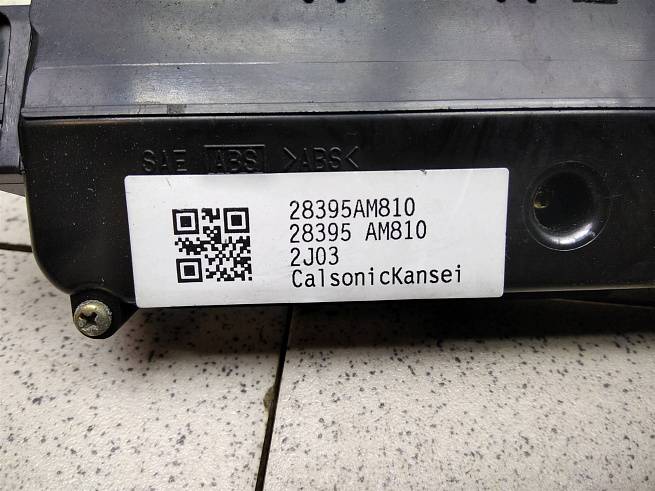 SAE ABS >ABS<
28395AM810
28395 AM810
2J03
CalsonicKansei